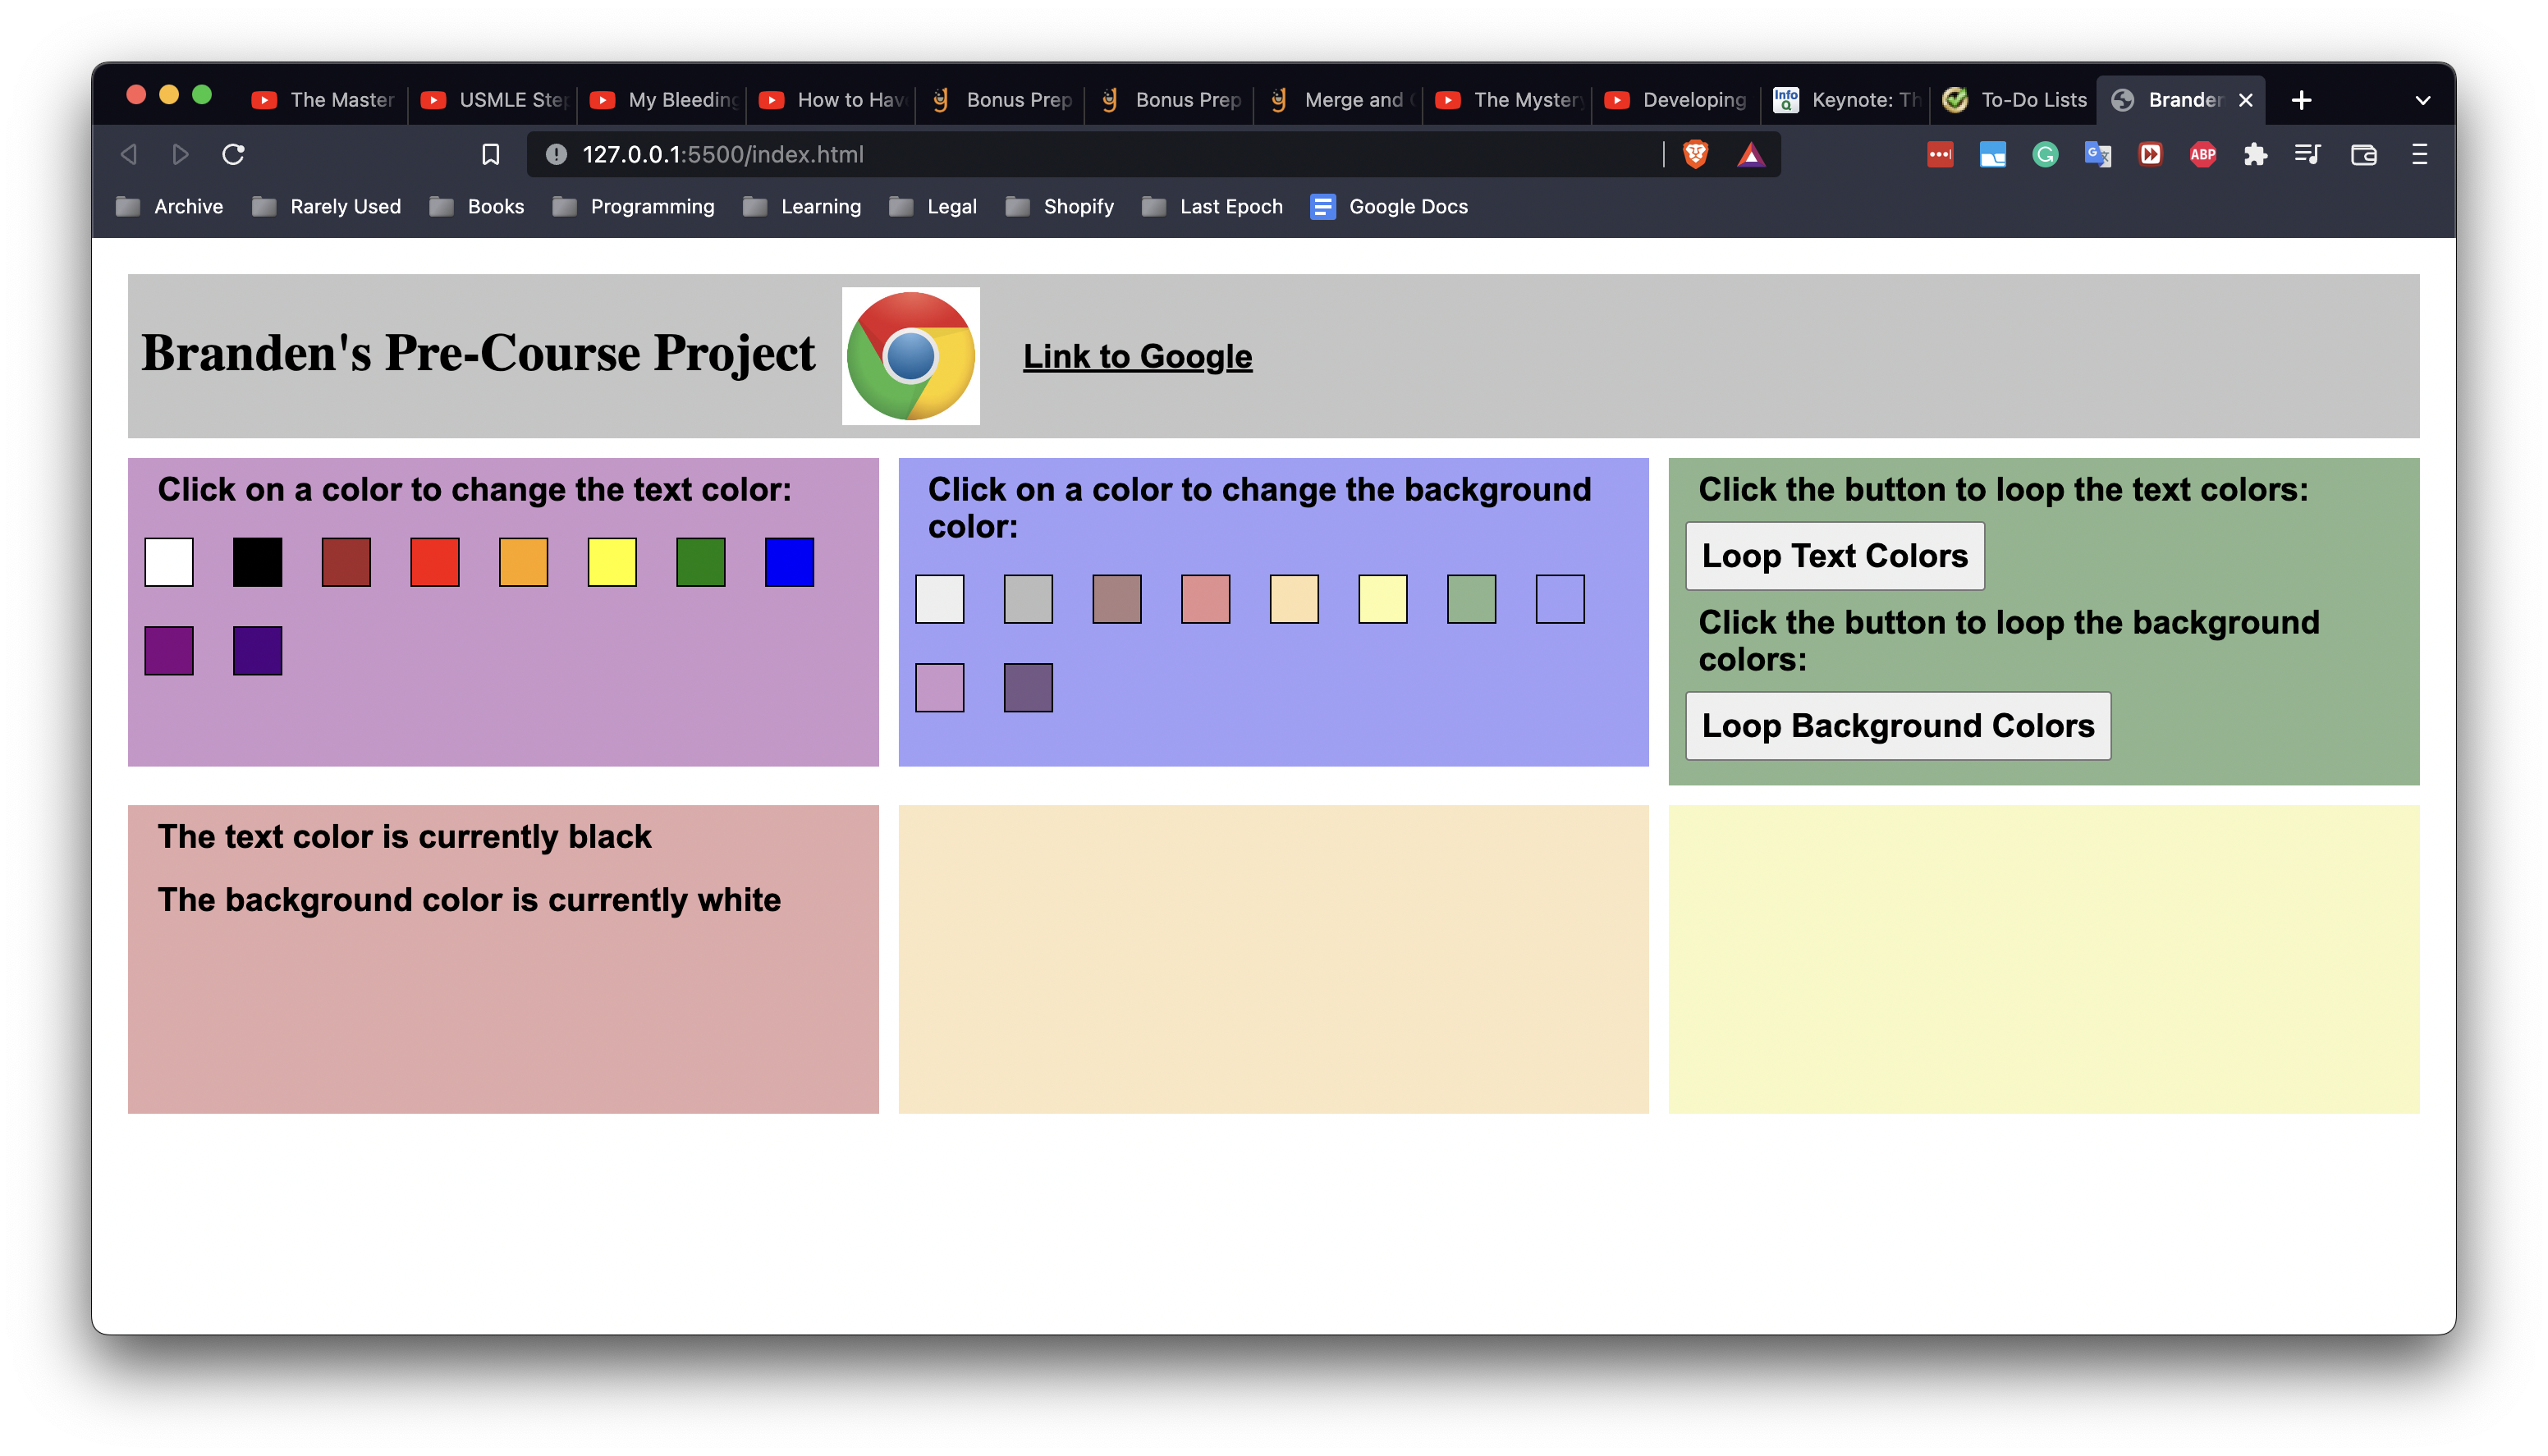 The Master
USMLE Step
My Bleeding
How to Hav
Bonus Prep
Bonus Prep
Merge and
The Mystery
Developing
Info Q
Keynote: Th
To-Do Lists
Branden
127.0.0.1:5500/index.html
ABP
Archive
Rarely Used
Books
Programming
Learning
Legal
Shopify
Last Epoch
Google Docs
Branden's Pre-Course Project
Link to Google
Click on a color to change the text color:
Click on a color to change the background
color:
Click the button to loop the text colors:
Loop Text Colors
Click the button to loop the background
colors:
Loop Background Colors
The text color is currently black
The background color is currently white